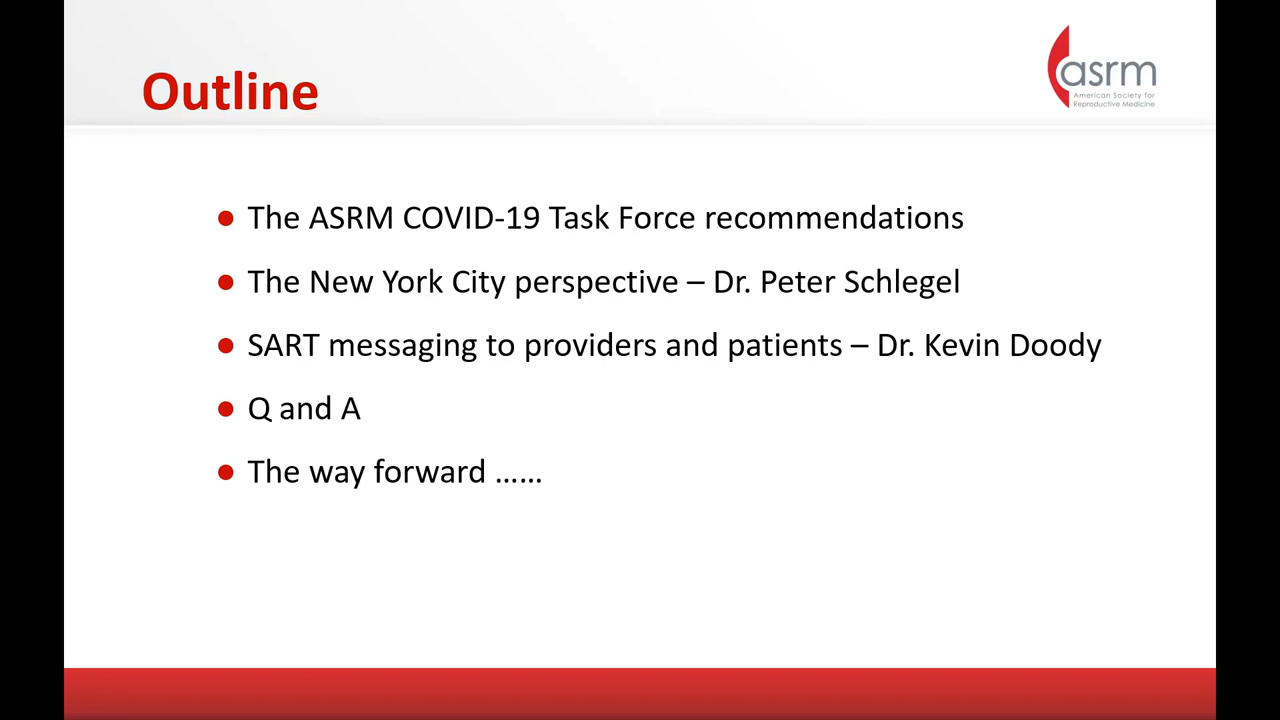 Outline
asrm
American Society for
Reproductive Medicine
● The ASRM COVID-19 Task Force recommendations
● The New York City perspective – Dr. Peter Schlegel
● SART messaging to providers and patients – Dr. Kevin Doody
● Q and A
● The way forward ......